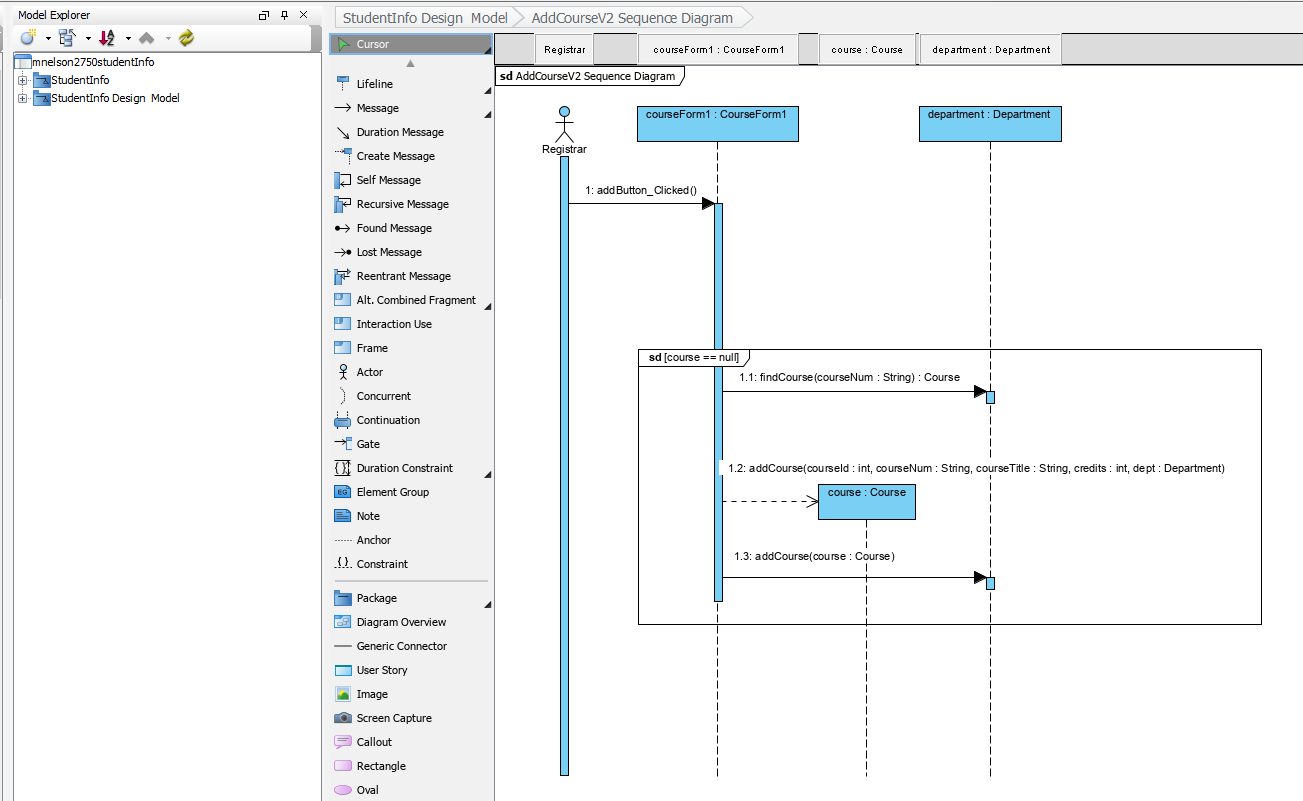 Model Explorer
mnelson2750studentInfo
StudentInfo
StudentInfo Design Model
Cursor
Lifeline
Message
Duration Message
Create Message
Self Message
Recursive Message
Found Message
Lost Message
Reentrant Message
Alt. Combined Fragment
Interaction Use
Frame
Actor
Concurrent
Continuation
Gate
Duration Constraint
EG Element Group
Note
Anchor
{.} Constraint
Package
Diagram Overview
Generic Connector
User Story
Image
Screen Capture
Callout
Rectangle
Oval
StudentInfo Design Model
AddCourseV2 Sequence Diagram
Registrar
courseForm1 : CourseForm1
course : Course
department : Department
sd AddCourseV2 Sequence Diagram
courseForm1 : CourseForm1
department : Department
Registrar
1: addButton_Clicked()
sd [course == null]
1.1: findCourse(courseNum : String) : Course
1.2: addCourse(courseId : int, courseNum : String, courseTitle : String, credits : int, dept : Department)
course : Course
1.3: addCourse(course : Course)